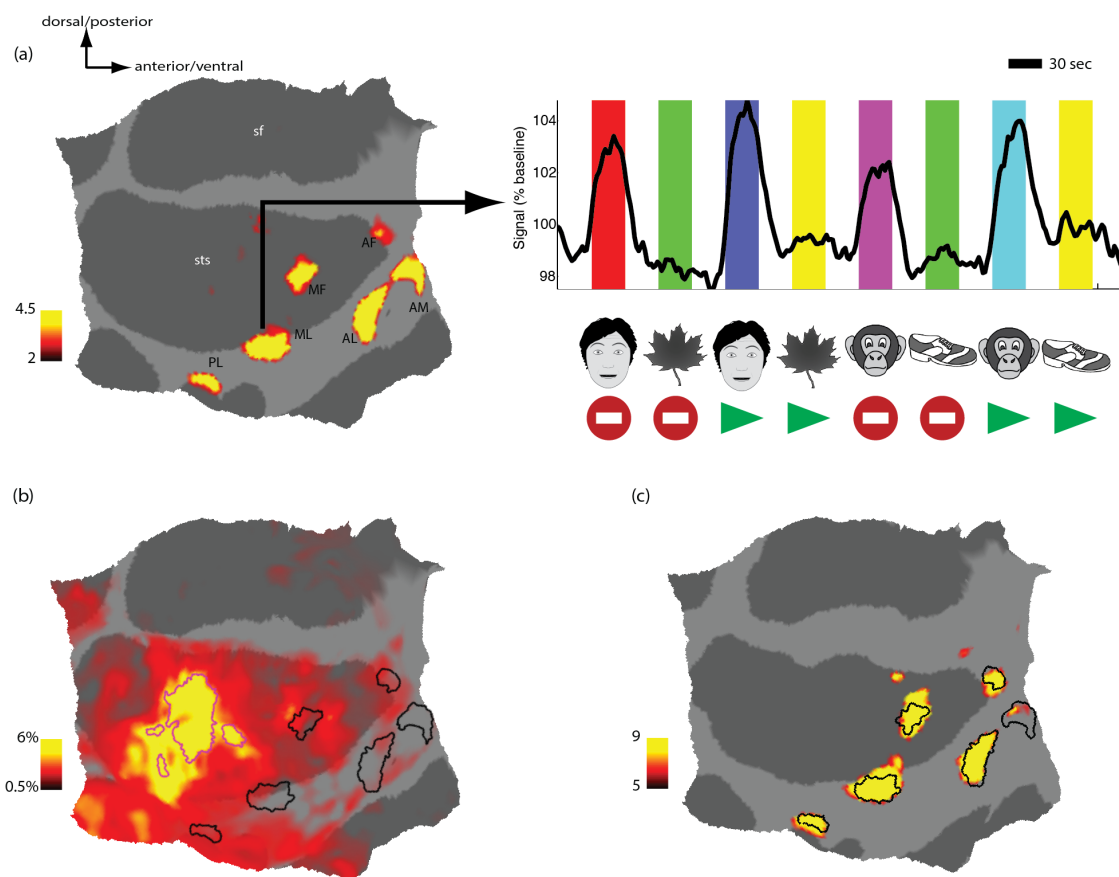 dorsal/posterior
(a)
anterior/ventral
30 sec
sf
sts
AF
MF
AM
ML
AL
PL
4.5
2
Signal (% baseline)
104
102
100
98
(b)
(c)
6%
0.5%
9
5